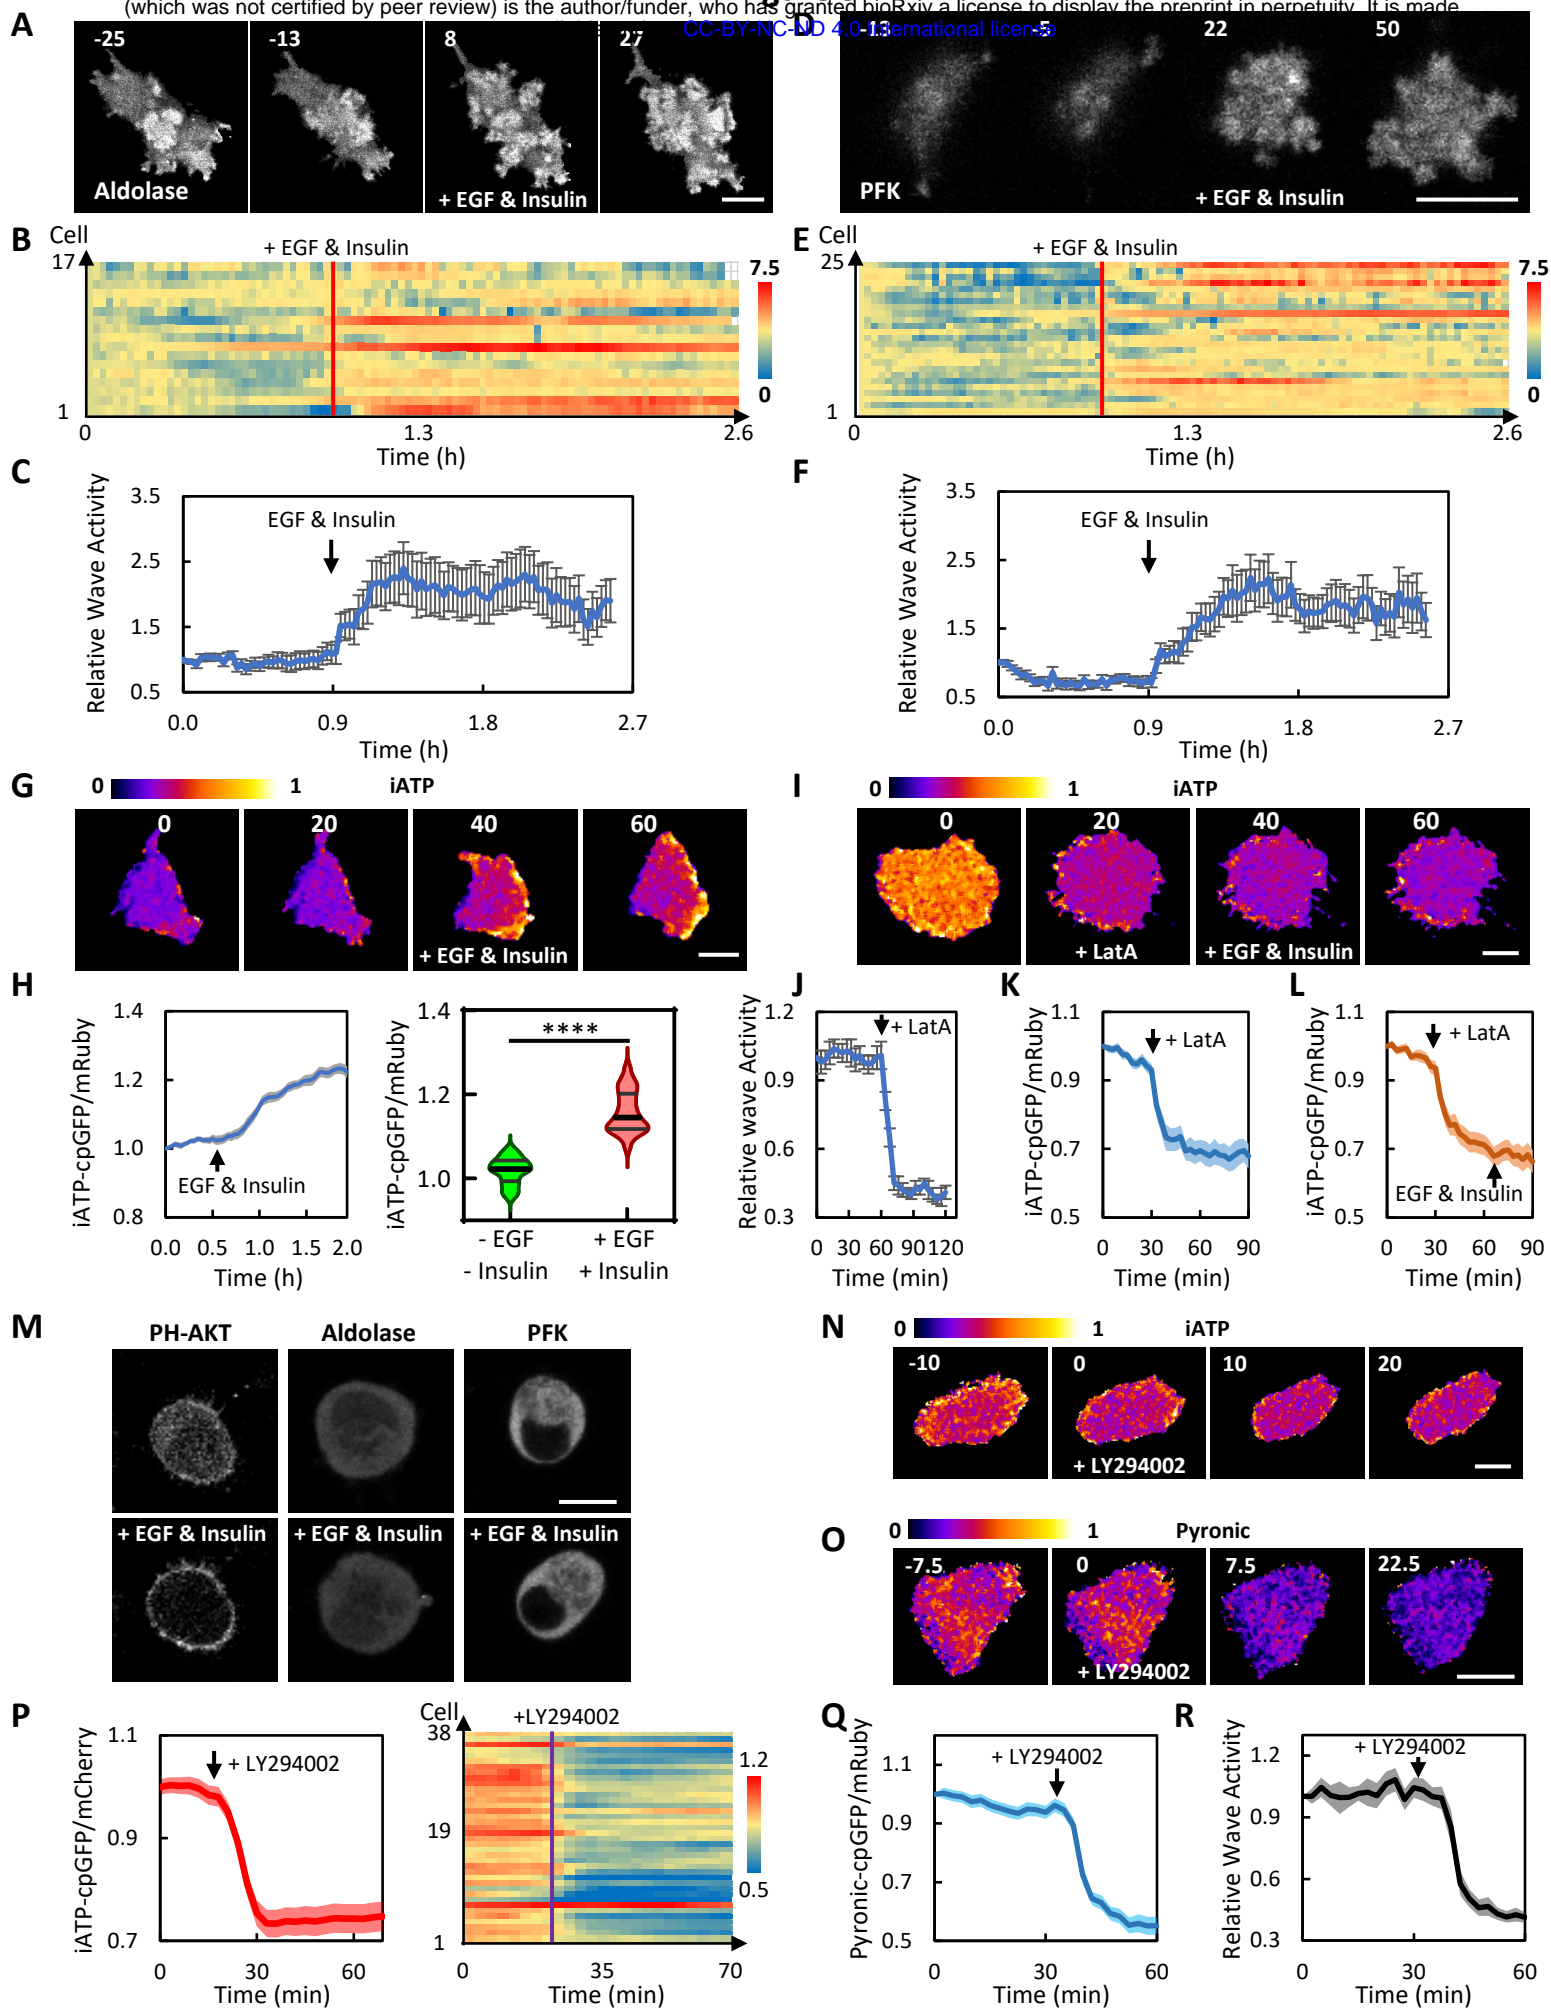 (which was not certified by peer review) is the author/funder, who has granted bioRxiv a license to display the preprint in perpetuity. It is made
CC-BY-NC-ND 4.0 International license
A
-25 -13 8 27
Aldolase
+ EGF & Insulin
D
22 50
PFK
+ EGF & Insulin
B
Cell
+ EGF & Insulin
17
7.5
1
0
0 1.3 2.6
Time (h)
E
Cell
+ EGF & Insulin
25
7.5
1
0
0 1.3 2.6
Time (h)
C
Relative Wave Activity
3.5
2.5
1.5
0.5
EGF & Insulin
0.0 0.9 1.8 2.7
Time (h)
F
Relative Wave Activity
3.5
2.5
1.5
0.5
EGF & Insulin
0.0 0.9 1.8 2.7
Time (h)
G
0 1 iATP
0 20 40 60
+ EGF & Insulin
I
0 1 iATP
0 20 40 60
+ LatA
+ EGF & Insulin
H
iATP-cpGFP/mRuby
1.4
1.2
1.0
0.8
EGF & Insulin
0.0 0.5 1.0 1.5 2.0
Time (h)
iATP-cpGFP/mRuby
1.4
1.2
1.0
****
- EGF + EGF
- Insulin + Insulin
J
Relative wave Activity
1.2
0.9
0.6
0.3
+ LatA
0 30 60 90 120
Time (min)
K
iATP-cpGFP/mRuby
1.1
0.9
0.7
0.5
+ LatA
0 30 60 90
Time (min)
L
iATP-cpGFP/mRuby
1.1
0.9
0.7
0.5
+ LatA
EGF & Insulin
0 30 60 90
Time (min)
M
PH-AKT Aldolase PFK
+ EGF & Insulin + EGF & Insulin + EGF & Insulin
N
0 1 iATP
-10 0 10 20
+ LY294002
O
0 1 Pyronic
-7.5 0 7.5 22.5
+ LY294002
P
iATP-cpGFP/mCherry
1.1
0.9
0.7
+ LY294002
0 30 60
Time (min)
Cell
+LY294002
38
19
1
1.2
0.5
0 35 70
Time (min)
Q
Pyronic-cpGFP/mRuby
1.1
0.9
0.7
0.5
+ LY294002
0 30 60
Time (min)
R
Relative Wave Activity
1.2
0.9
0.6
0.3
+ LY294002
0 30 60
Time (min)